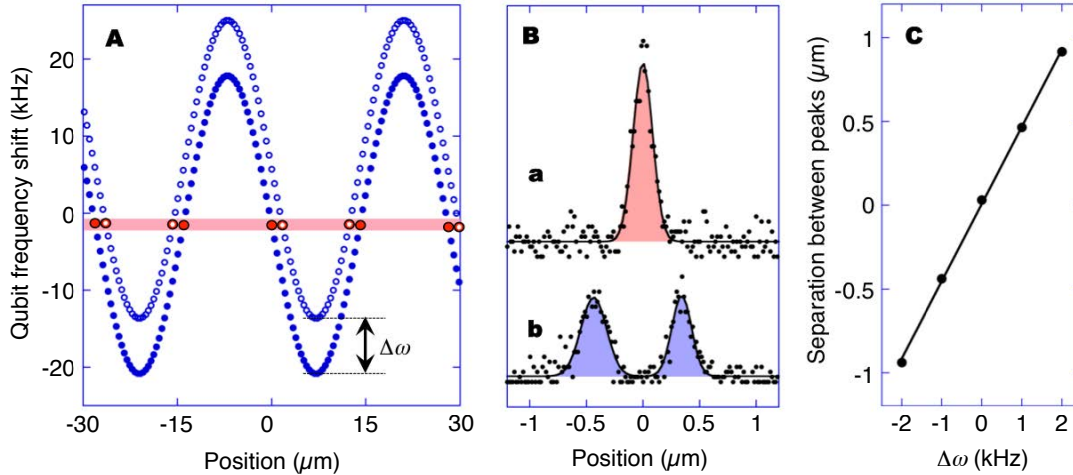 A
Qubit frequency shift (kHz)
20
10
0
-10
-20
Δω
-30
-15
0
15
30
Position (μm)
B
a
b
-1
-0.5
0
0.5
1
Position (μm)
C
Separation between peaks (μm)
1
0.5
0
-0.5
-1
-2
-1
0
1
2
Δω (kHz)